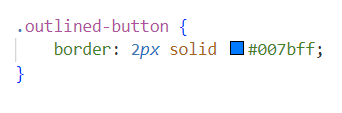 .outlined-button {
    border: 2px solid #007bff;
}